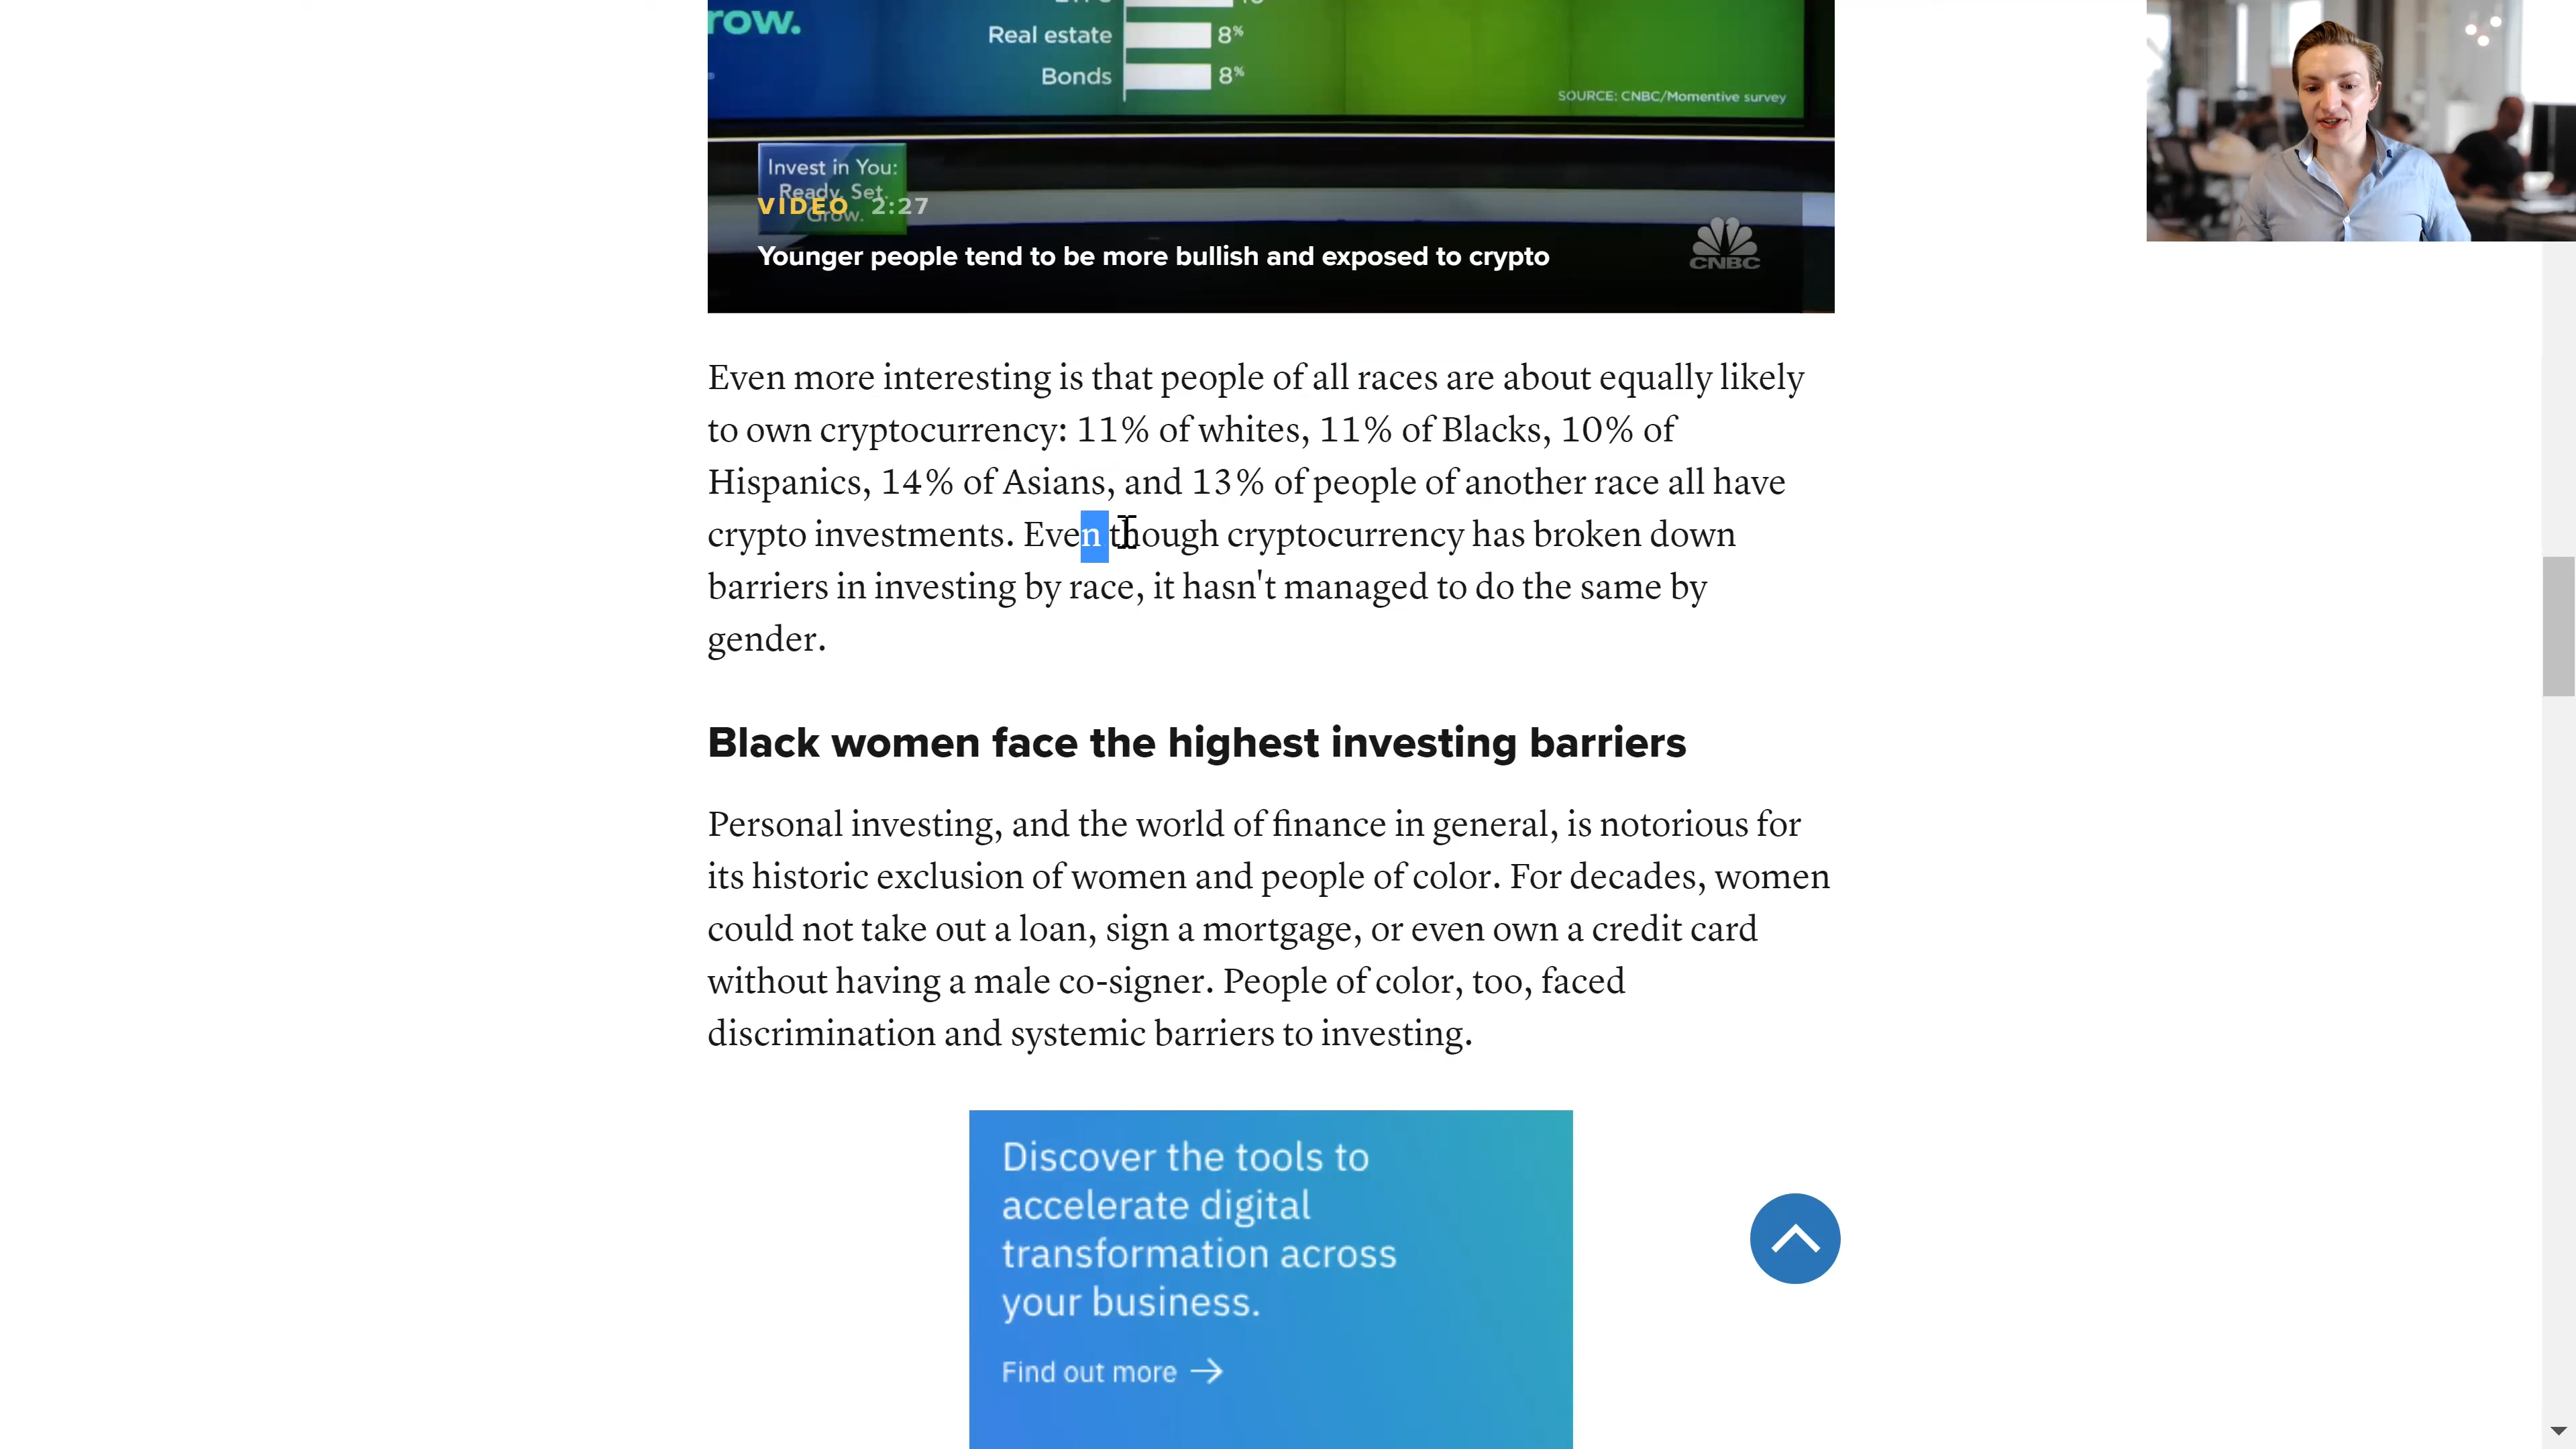 row.
Real estate 8%
Bonds 8%
SOURCE: CNBC/Momentive survey
Invest in You:
Ready. Set.
Grow.
VIDEO 2:27
Younger people tend to be more bullish and exposed to crypto
CNBC
Even more interesting is that people of all races are about equally likely
to own cryptocurrency: 11% of whites, 11% of Blacks, 10% of
Hispanics, 14% of Asians, and 13% of people of another race all have
crypto investments. Even though cryptocurrency has broken down
barriers in investing by race, it hasn't managed to do the same by
gender.
Black women face the highest investing barriers
Personal investing, and the world of finance in general, is notorious for
its historic exclusion of women and people of color. For decades, women
could not take out a loan, sign a mortgage, or even own a credit card
without having a male co-signer. People of color, too, faced
discrimination and systemic barriers to investing.
Discover the tools to
accelerate digital
transformation across
your business.
Find out more →